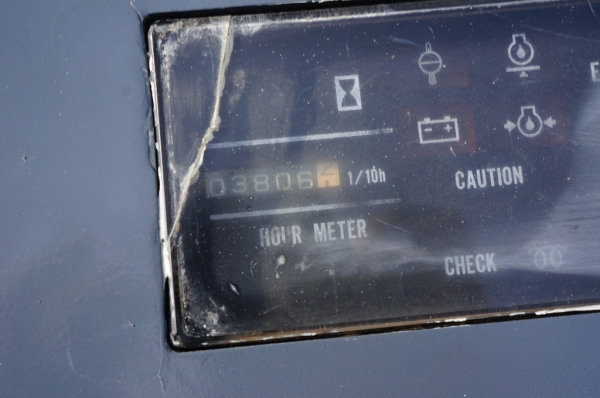 03806 1/10h
CAUTION
HOUR METER
CHECK